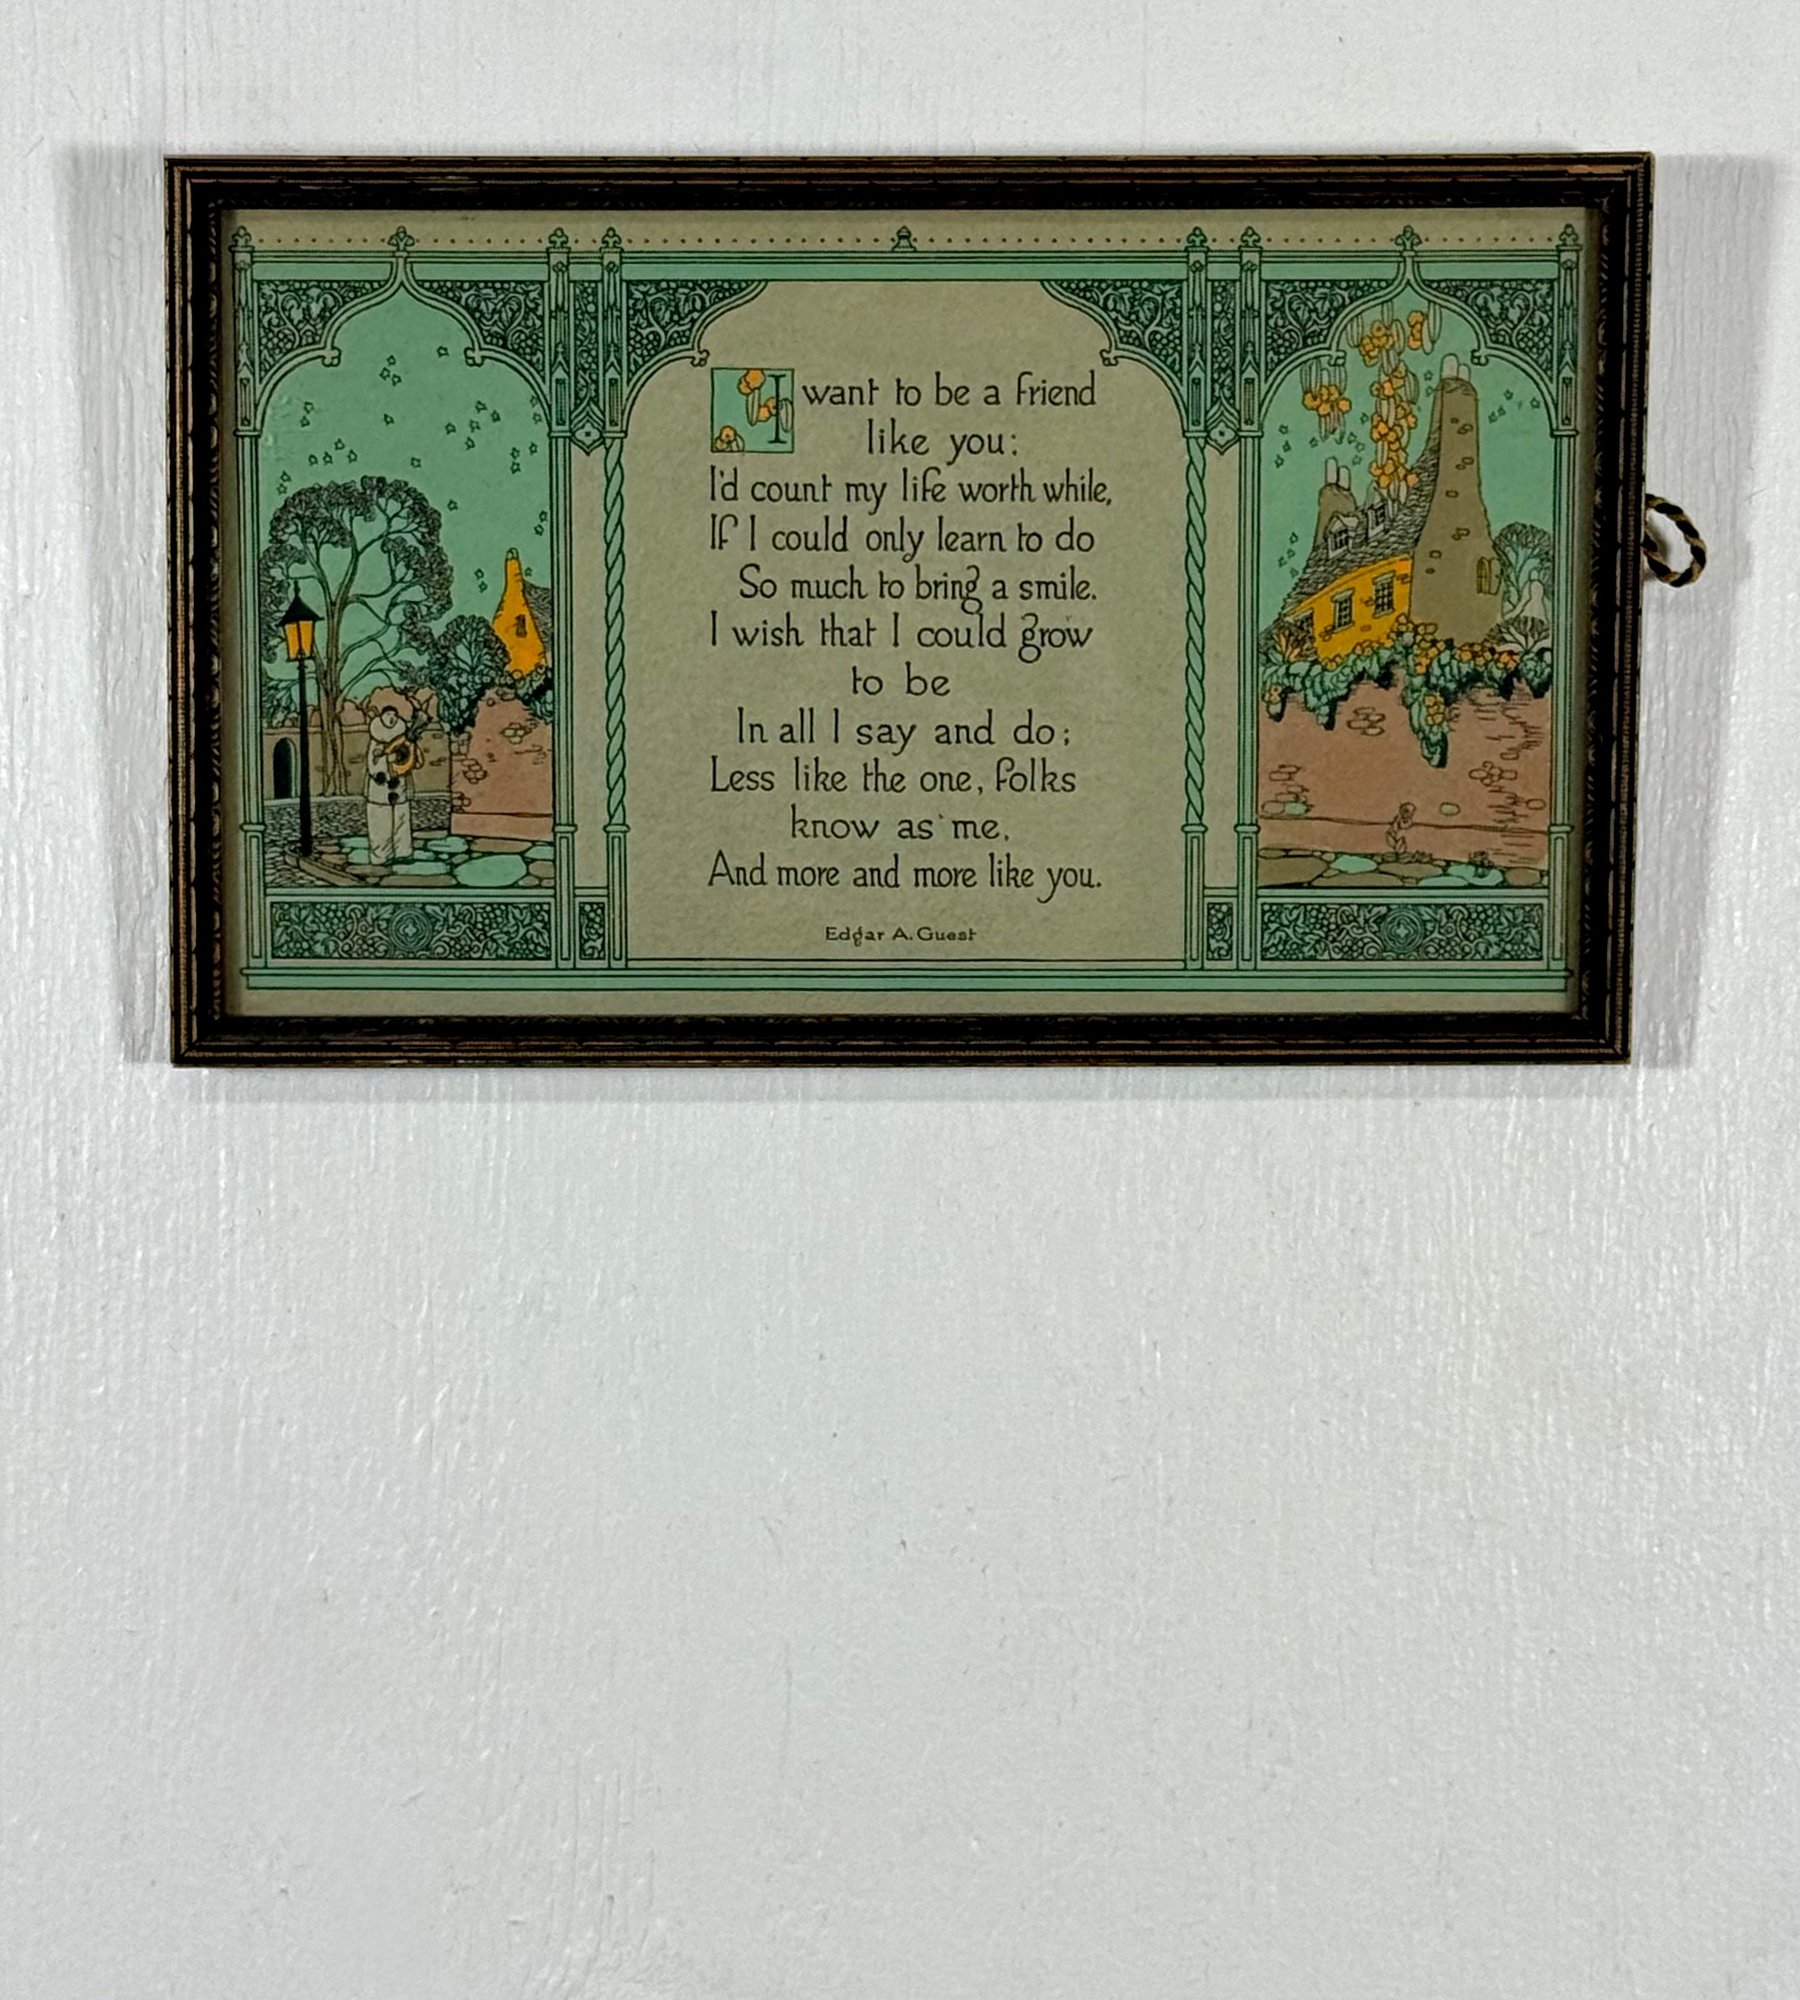 I want to be a friend
like you:
I'd count my life worth while,
If I could only learn to do
So much to bring a smile.
I wish that I could grow
to be
In all I say and do;
Less like the one, folks
know as me,
And more and more like you.
Edgar A. Guest